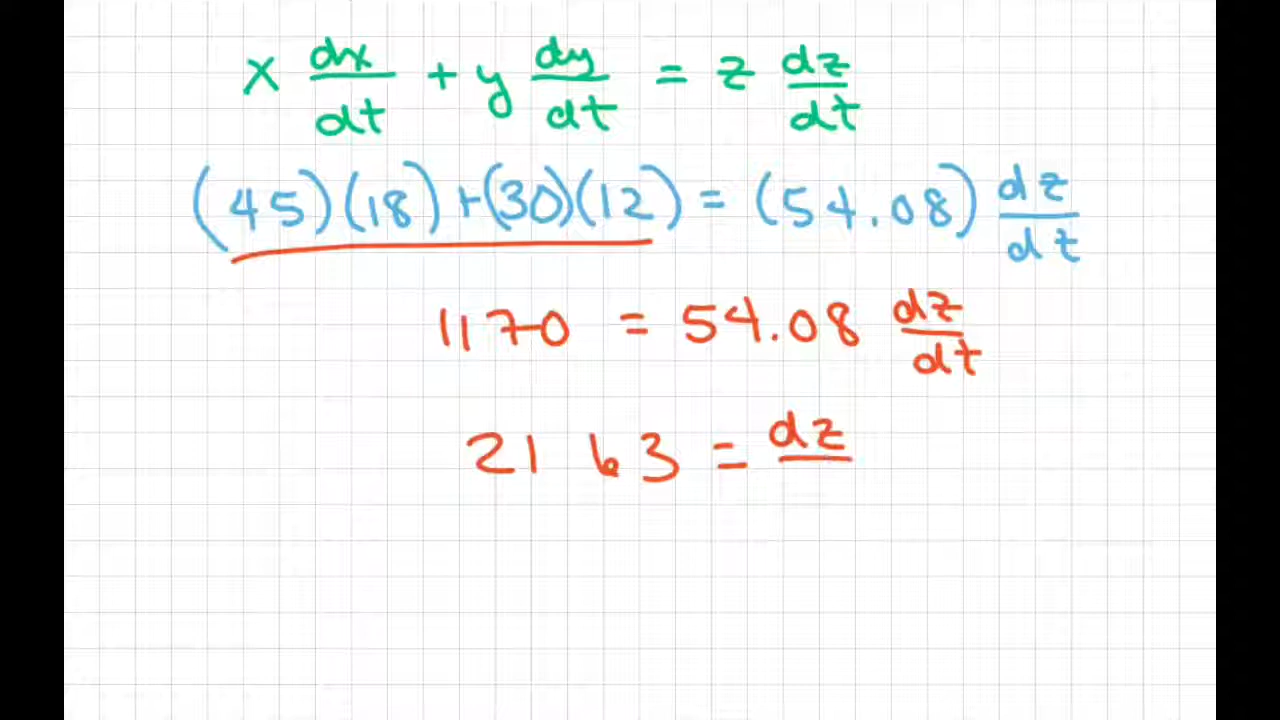 x dx/dt + y dy/dt = z dz/dt
(45)(18)+(30)(12) = (54.08) dz/dt
1170 = 54.08 dz/dt
21 63 = dz